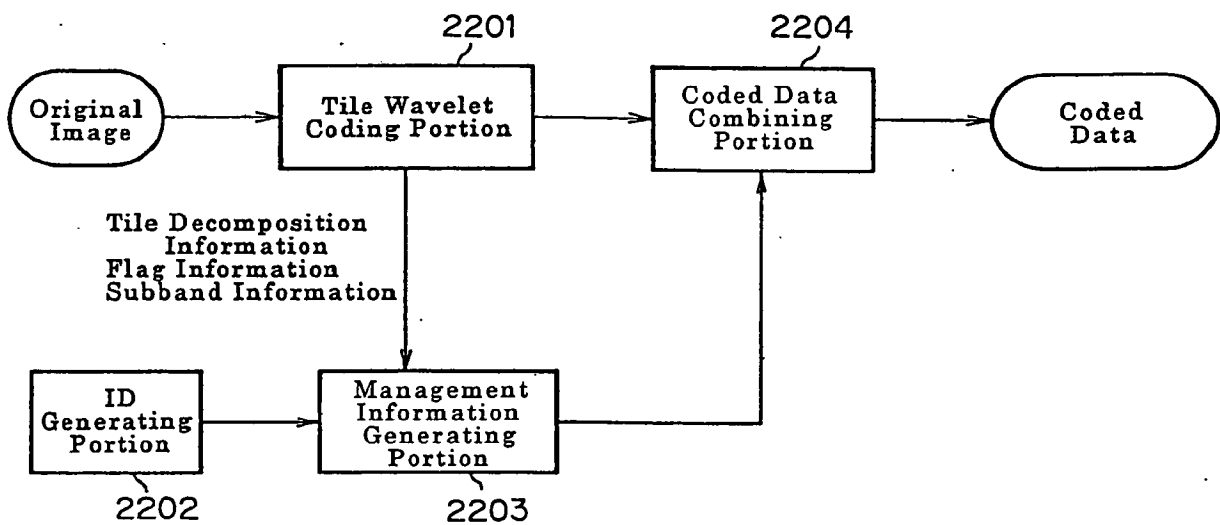 2201
2204
Original
Image
Tile Wavelet
Coding Portion
Coded Data
Combining
Portion
Coded
Data
Tile Decomposition
Information
Flag Information
Subband Information
ID
Generating
Portion
Management
Information
Generating
Portion
2202
2203